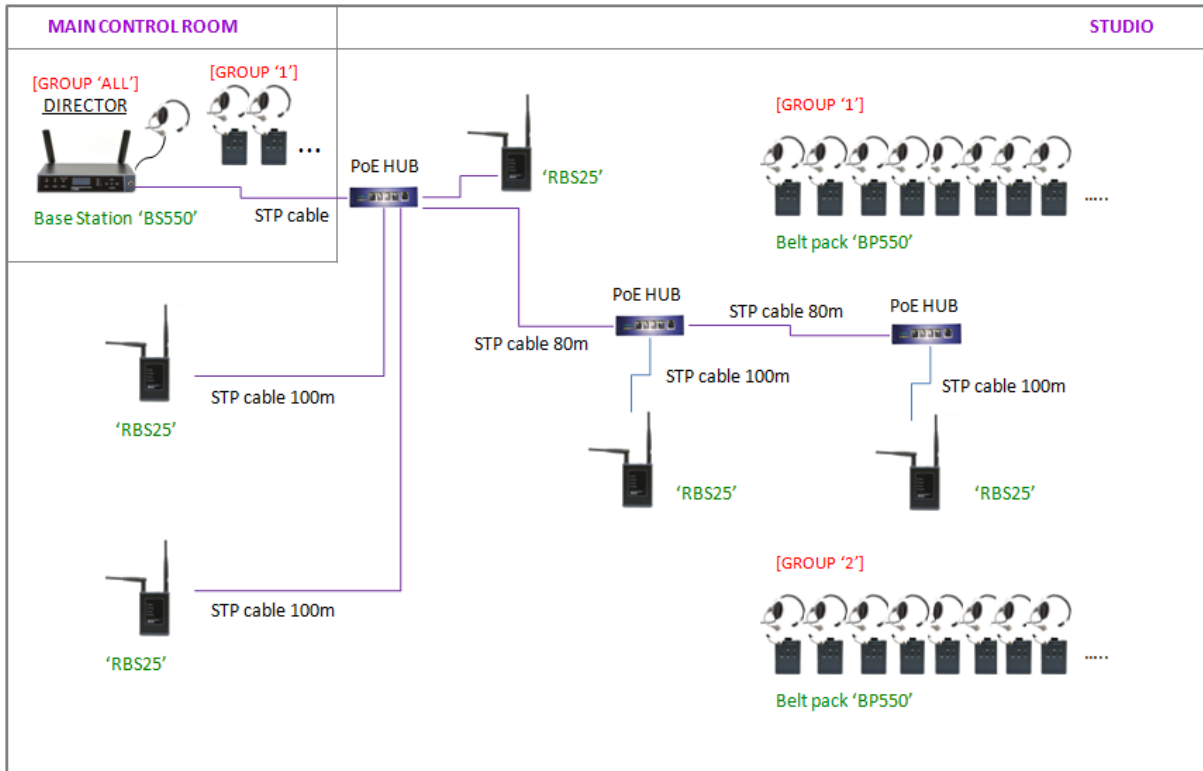 MAIN CONTROL ROOM
STUDIO
[GROUP ‘ALL’]
DIRECTOR
[GROUP ‘1’]
...
Base Station ‘BS550’
STP cable
PoE HUB
‘RBS25’
[GROUP ‘1’]
.....
Belt pack ‘BP550’
PoE HUB
STP cable 80m
PoE HUB
STP cable 80m
STP cable 100m
STP cable 100m
STP cable 100m
‘RBS25’
‘RBS25’
‘RBS25’
[GROUP ‘2’]
STP cable 100m
‘RBS25’
.....
Belt pack ‘BP550’